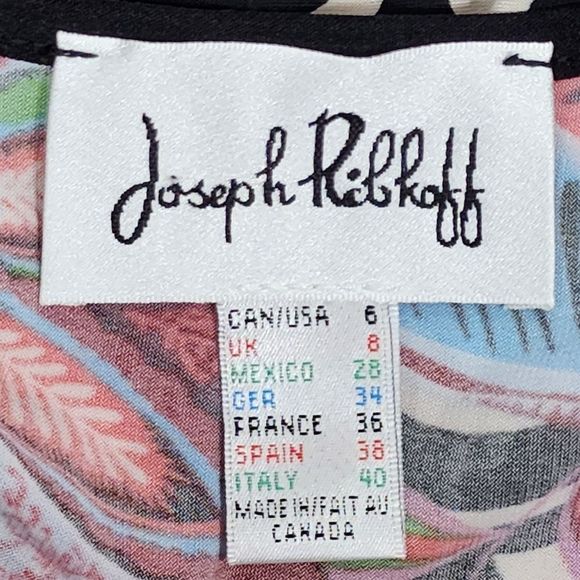 Joseph Ribkoff
CAN/USA 6
UK 8
MEXICO 28
GER 34
FRANCE 36
SPAIN 38
ITALY 40
MADE IN/FAIT AU
CANADA